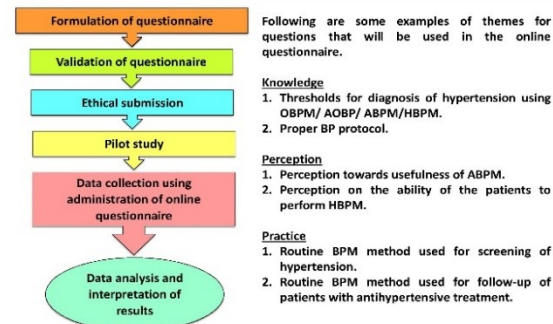 Formulation of questionnaire
Validation of questionnaire
Ethical submission
Pilot study
Data collection using
administration of online
questionnaire
Data analysis and
interpretation of
results
Following are some examples of themes for
questions that will be used in the online
questionnaire.
Knowledge
1. Thresholds for diagnosis of hypertension using
OBPM/ AOBP/ ABPM/HBPM.
2. Proper BP protocol.
Perception
1. Perception towards usefulness of ABPM.
2. Perception on the ability of the patients to
perform HBPM.
Practice
1. Routine BPM method used for screening of
hypertension.
2. Routine BPM method used for follow-up of
patients with antihypertensive treatment.